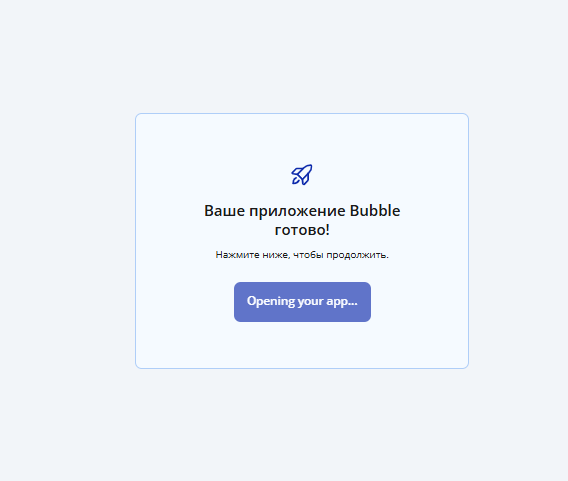 Ваше приложение Bubble
готово!
Нажмите ниже, чтобы продолжить.
Opening your app...